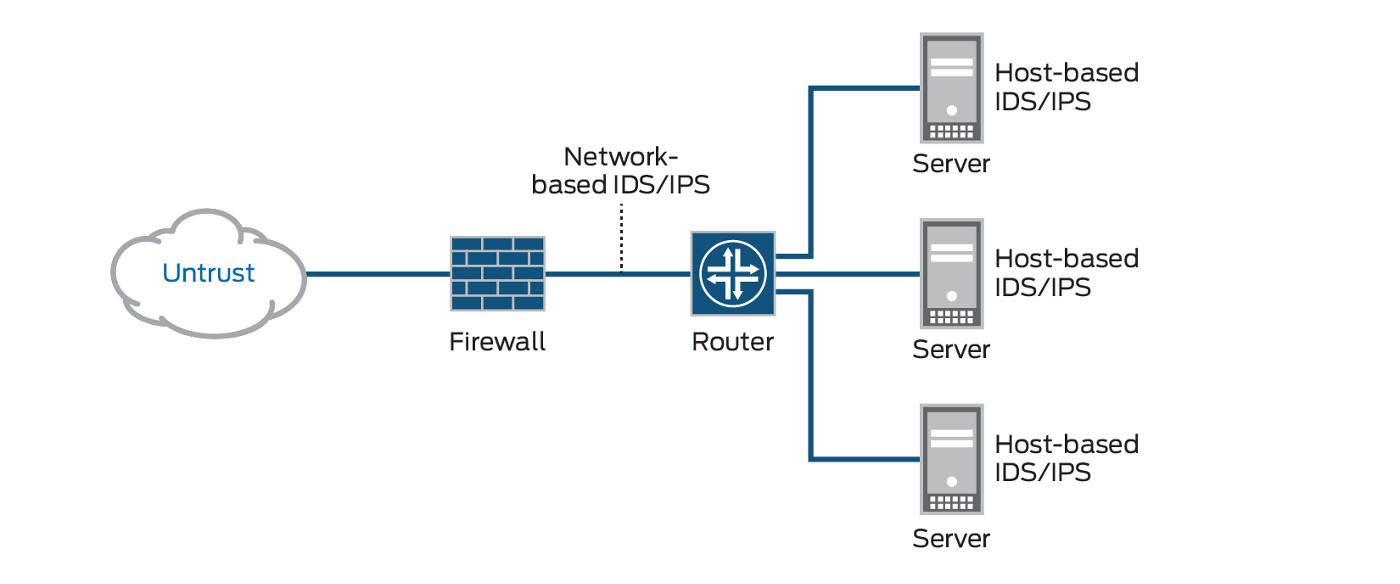 Untrust
Firewall
Network-
based IDS/IPS
Router
Host-based
IDS/IPS
Server
Host-based
IDS/IPS
Server
Host-based
IDS/IPS
Server